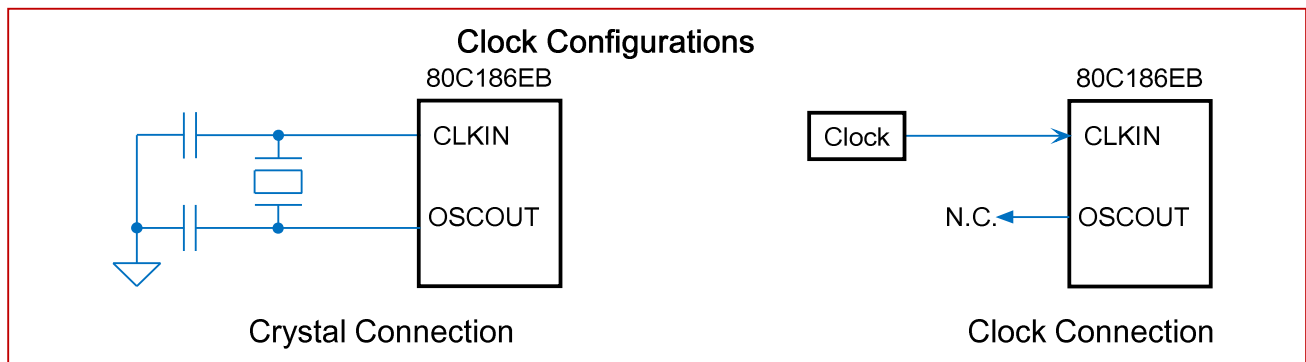 Clock Configurations
80C186EB
CLKIN
OSCOUT
Crystal Connection
80C186EB
Clock
CLKIN
N.C.
OSCOUT
Clock Connection